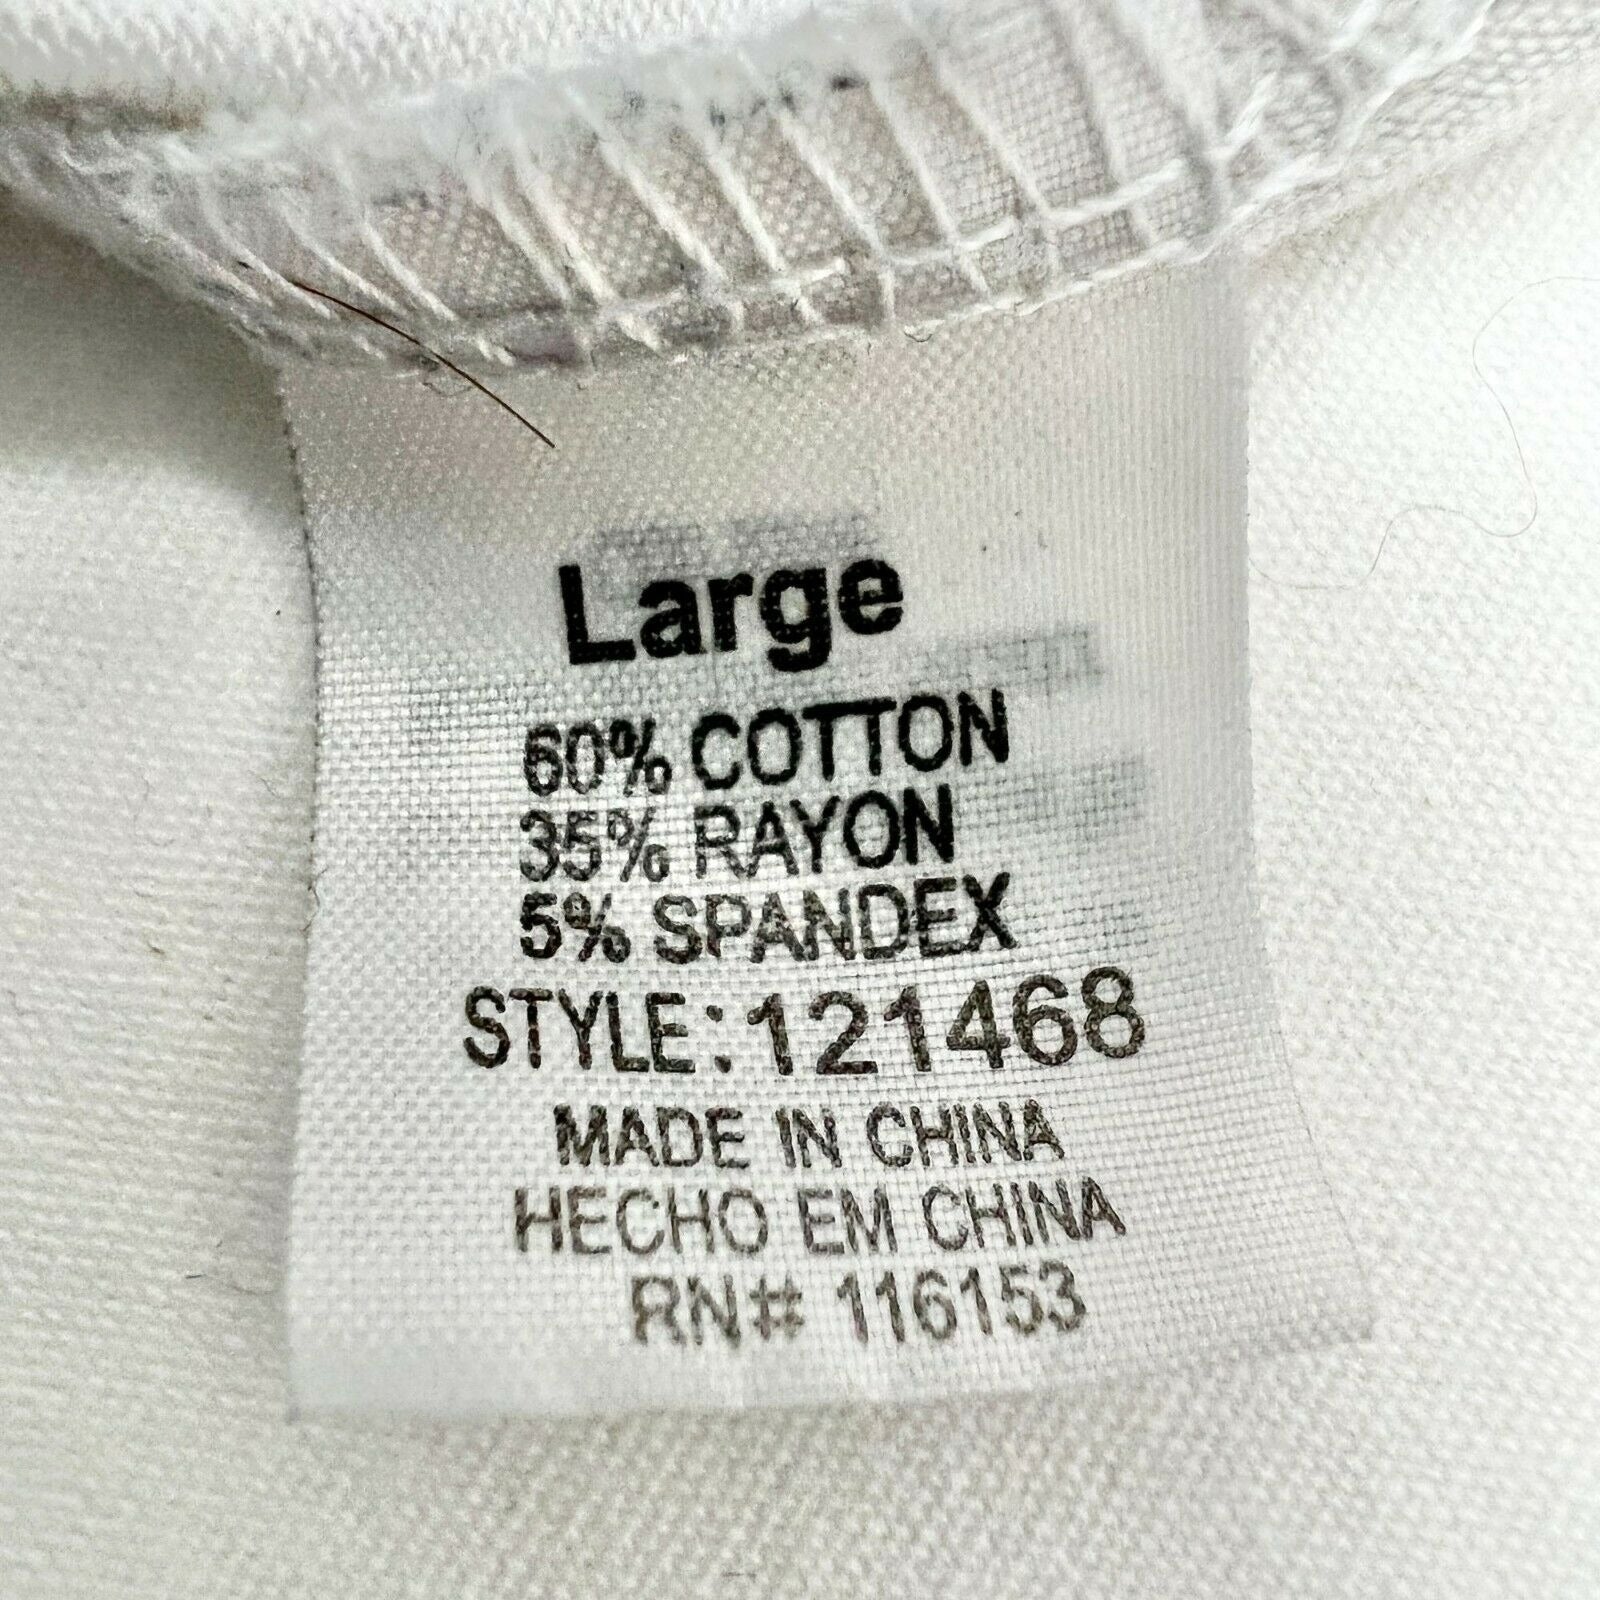 Large
60% COTTON
35% RAYON
5% SPANDEX
STYLE: 121468
MADE IN CHINA
HECHO EM CHINA
RN# 116153